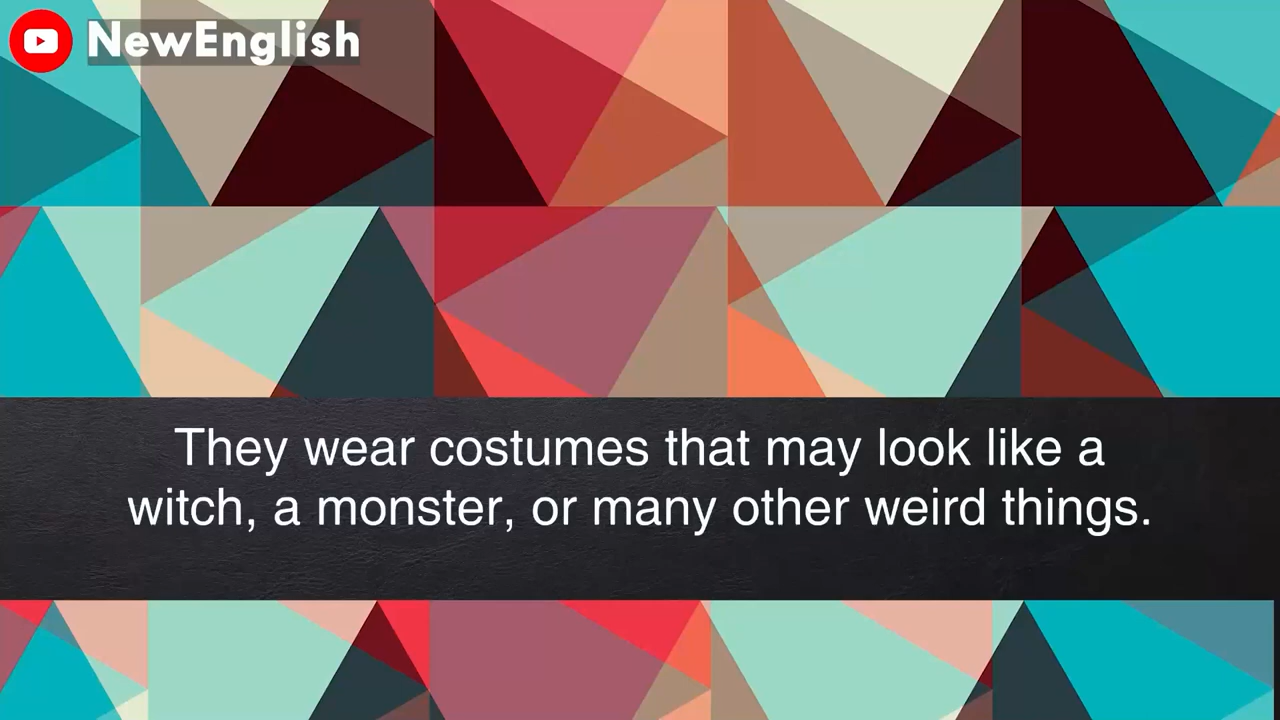 NewEnglish
They wear costumes that may look like a
witch, a monster, or many other weird things.